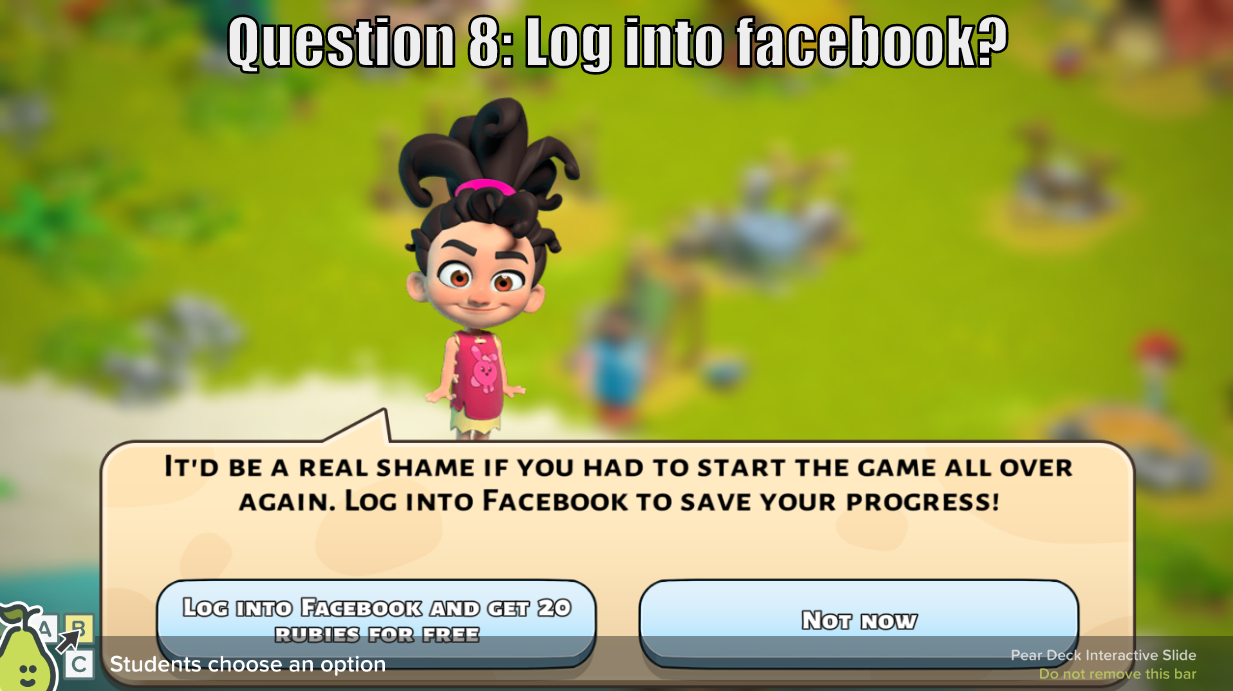 Question 8: Log into facebook?
It'd be a real shame if you had to start the game all over
again. Log into Facebook to save your progress!
Log into Facebook and get 20
rubies for free
Not now
A B
C
Students choose an option
Pear Deck Interactive Slide
Do not remove this bar